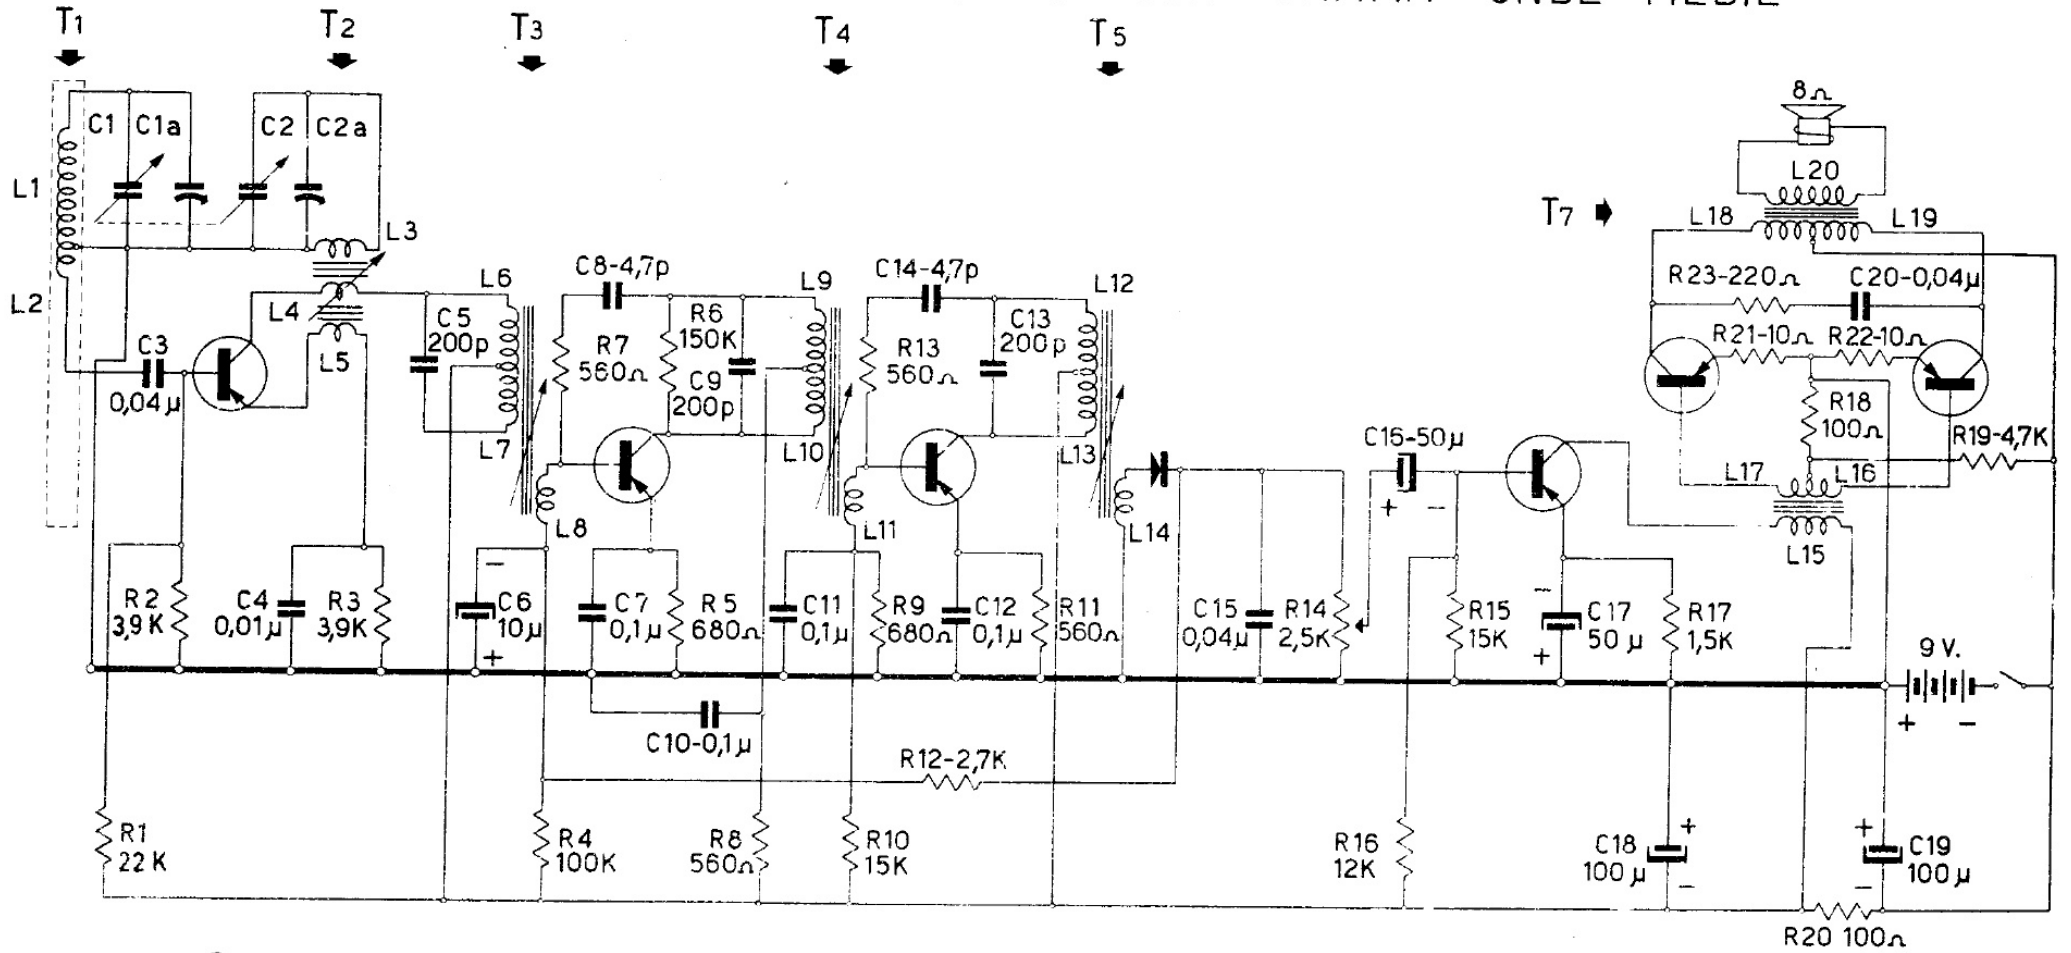 ONDE MEDIE
T1
T2
T3
T4
T5
8Ω
C1 C1a C2 C2a
L1
L20
T7
L18 L19
L3
L2
C8-4,7p
C14-4,7p
L6
L9
L12
R23-220Ω
C20-0,04µ
L4
C5
200p
R6
150K
C13
200p
R7
560Ω
R13
560Ω
R21-10Ω
R22-10Ω
C3
0,04µ
L5
C9
200p
R18
100Ω
L7
L10
L13
C16-50µ
+ -
R19-4,7K
L17 L16
L8
L11
L14
L15
R2
3,9K
C4
0,01µ
R3
3,9K
-
C6
10µ
+
C7
0,1µ
R5
680Ω
C11
0,1µ
R9
680Ω
C12
0,1µ
R11
560Ω
C15
0,04µ
R14
2,5K
R15
15K
-
C17
50µ
+
R17
1,5K
9 V.
+ -
C10-0,1µ
R12-2,7K
R1
22K
R4
100K
R8
560Ω
R10
15K
R16
12K
+
C18
100µ
-
+
C19
100µ
-
R20 100Ω